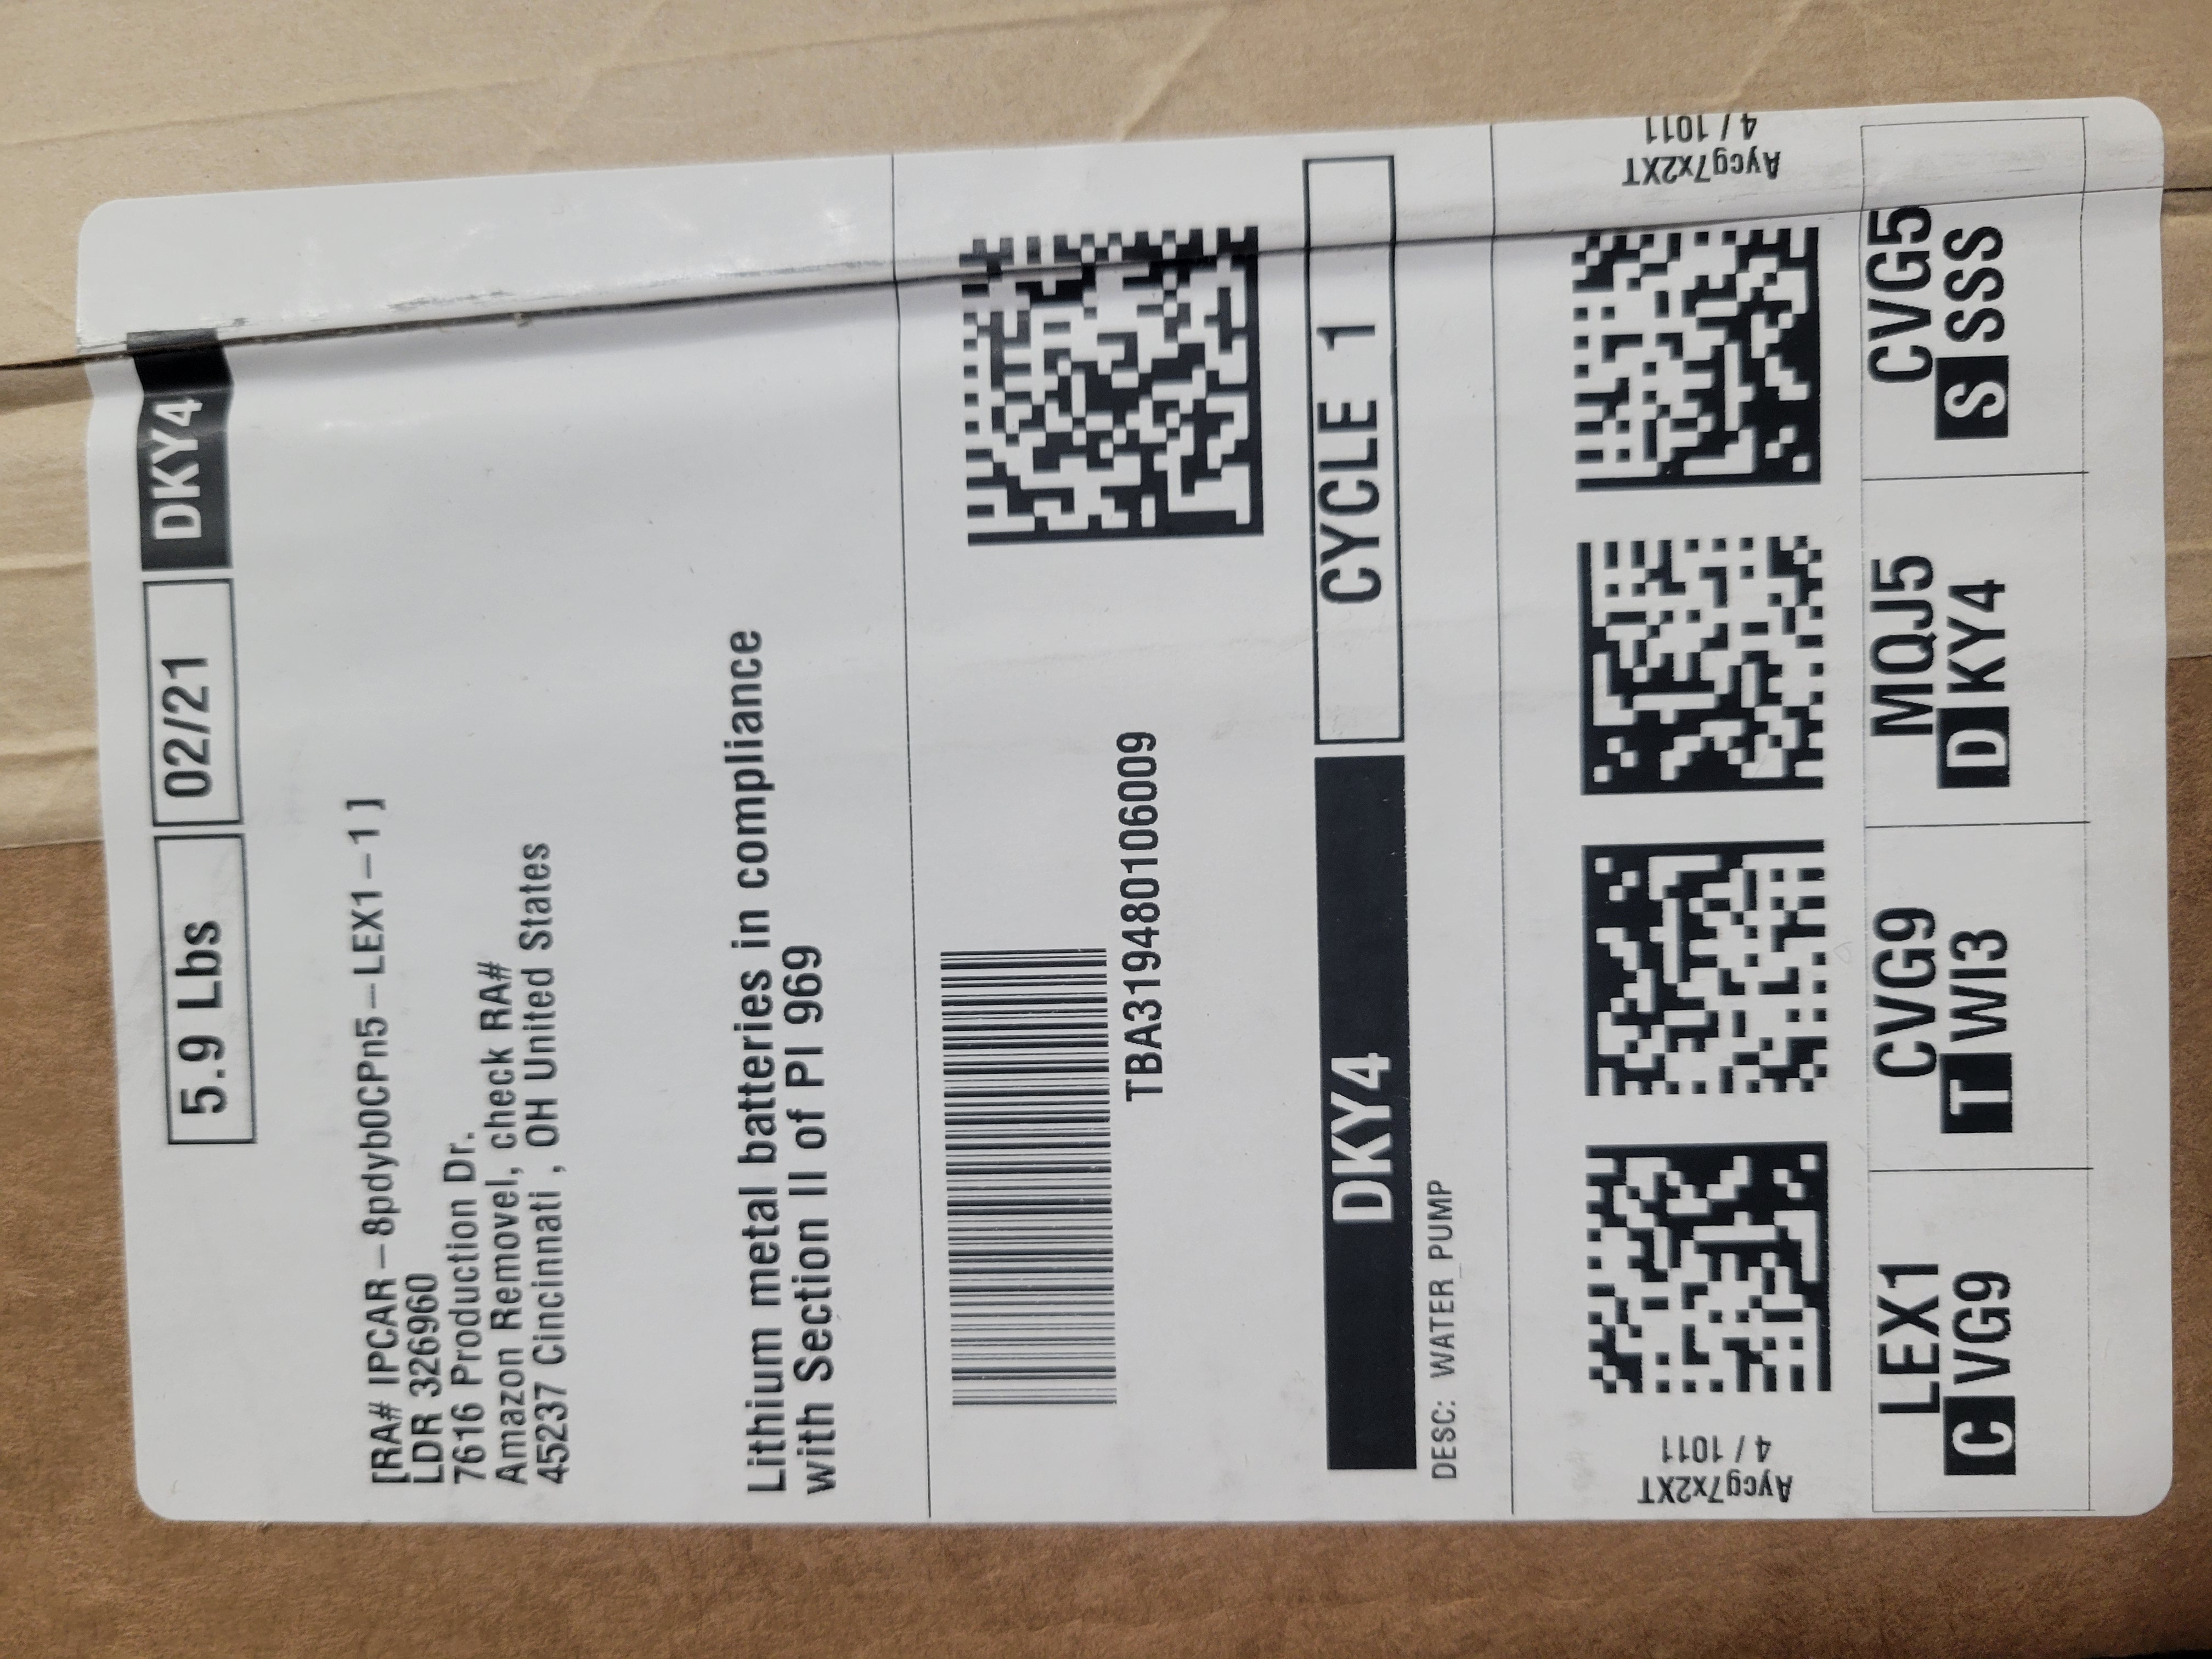 5.9 Lbs 02/21 DKY4
[RA# IPCAR-8pdyb0CPn5-LEX1-1 ]
LDR 326960
7616 Production Dr.
Amazon Removel, check RA#
45237 Cincinnati , OH United States
Lithium metal batteries in compliance
with Section II of PI 969
TBA319480106009
DKY4 CYCLE 1
DESC: WATER_PUMP
Aycg7x2XT
4 / 1011
Aycg7x2XT
4 / 1011
LEX1 CVG9 MQJ5 CVG5
C VG9 T WI3 D KY4 S SSS